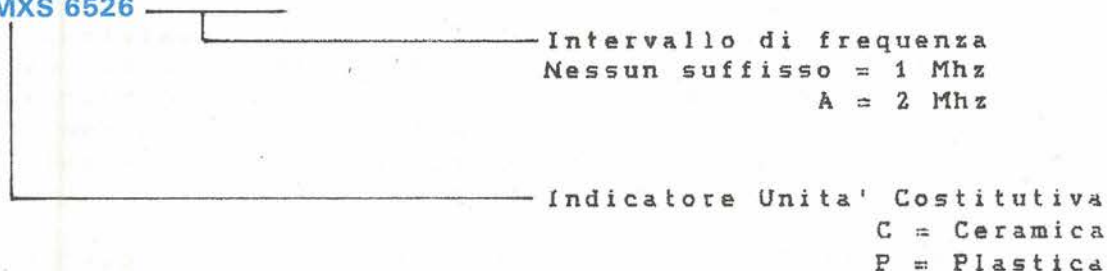 MXS 6526
Intervallo di frequenza
Nessun suffisso = 1 Mhz
A = 2 Mhz
Indicatore Unita' Costitutiva
C = Ceramica
P = Plastica